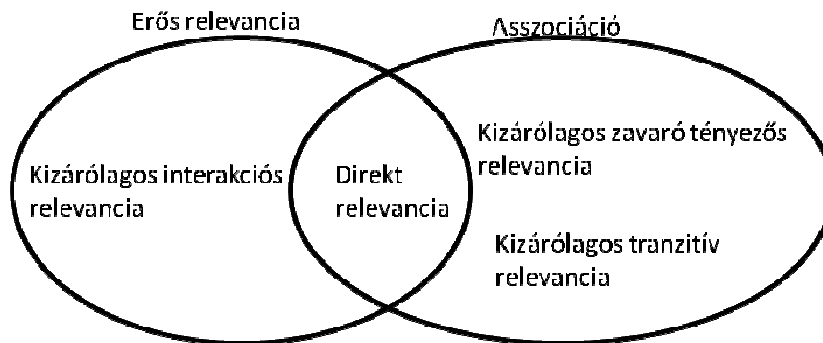 Erős relevancia
Asszociáció
Kizárólagos interakciós
relevancia
Direkt
relevancia
Kizárólagos zavaró tényezős
relevancia
Kizárólagos tranzitív
relevancia